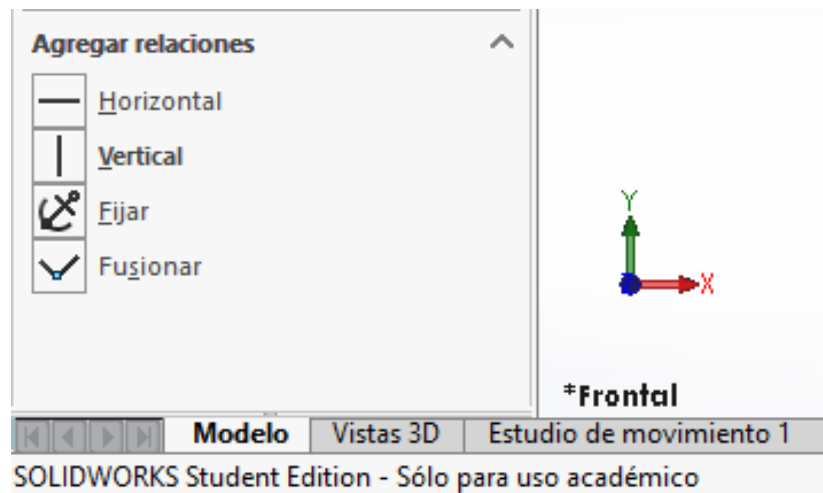 Agregar relaciones
Horizontal
Vertical
Fijar
Fusionar
Y
X
*Frontal
Modelo Vistas 3D Estudio de movimiento 1
SOLIDWORKS Student Edition - Sólo para uso académico